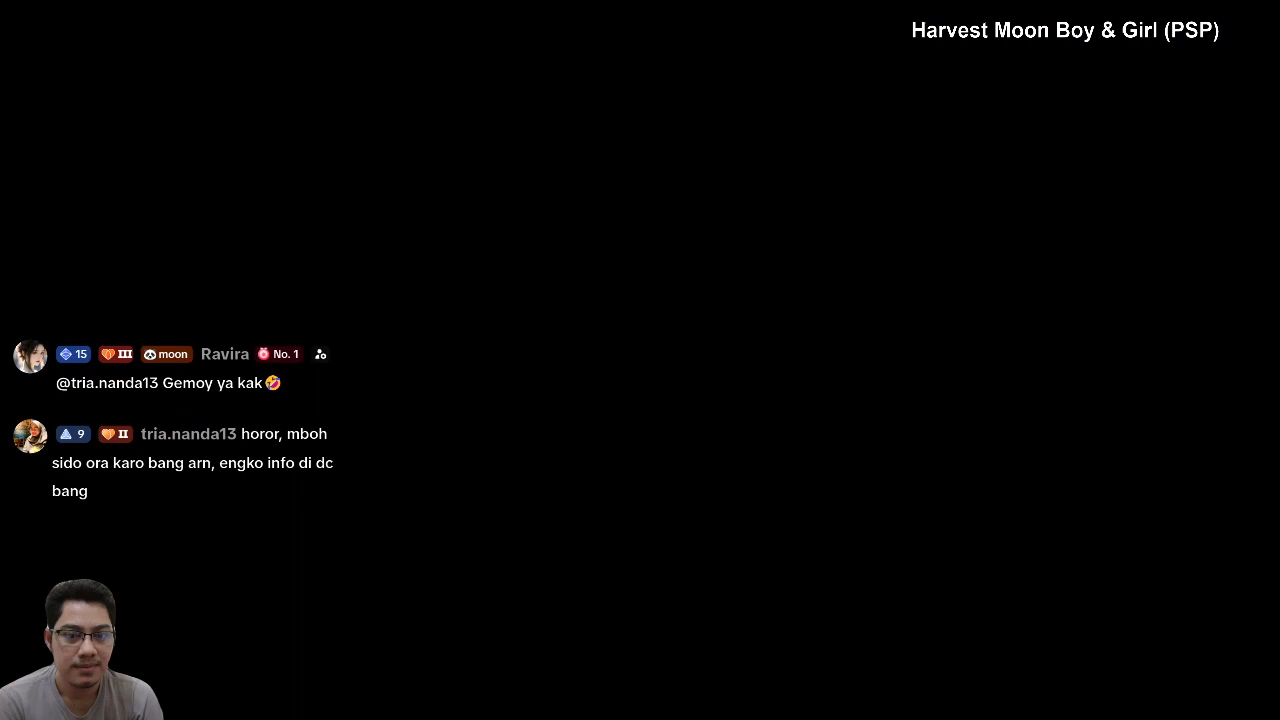 Harvest Moon Boy & Girl (PSP)
15 III moon Ravira No. 1
@tria.nanda13 Gemoy ya kak🤣
9 II tria.nanda13 horor, mboh
sido ora karo bang arn, engko info di dc
bang